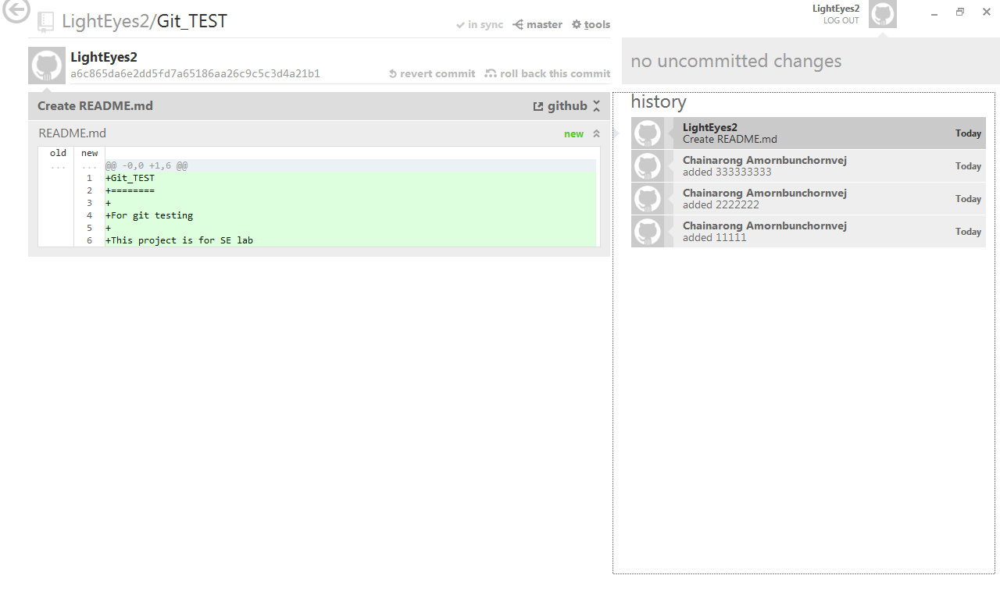 LightEyes2/Git_TEST
in sync master tools
LightEyes2
LOG OUT
LightEyes2
a6c865da6e2dd5fd7a65186aa26c9c5c3d4a21b1
revert commit roll back this commit
Create README.md
github
README.md
new
old new
... ... @@ -0,0 +1,6 @@
1 +Git_TEST
2 +========
3 +
4 +For git testing
5 +
6 +This project is for SE lab
no uncommitted changes
history
LightEyes2
Create README.md
Today
Chainarong Amornbunchornvej
added 333333333
Today
Chainarong Amornbunchornvej
added 2222222
Today
Chainarong Amornbunchornvej
added 11111
Today